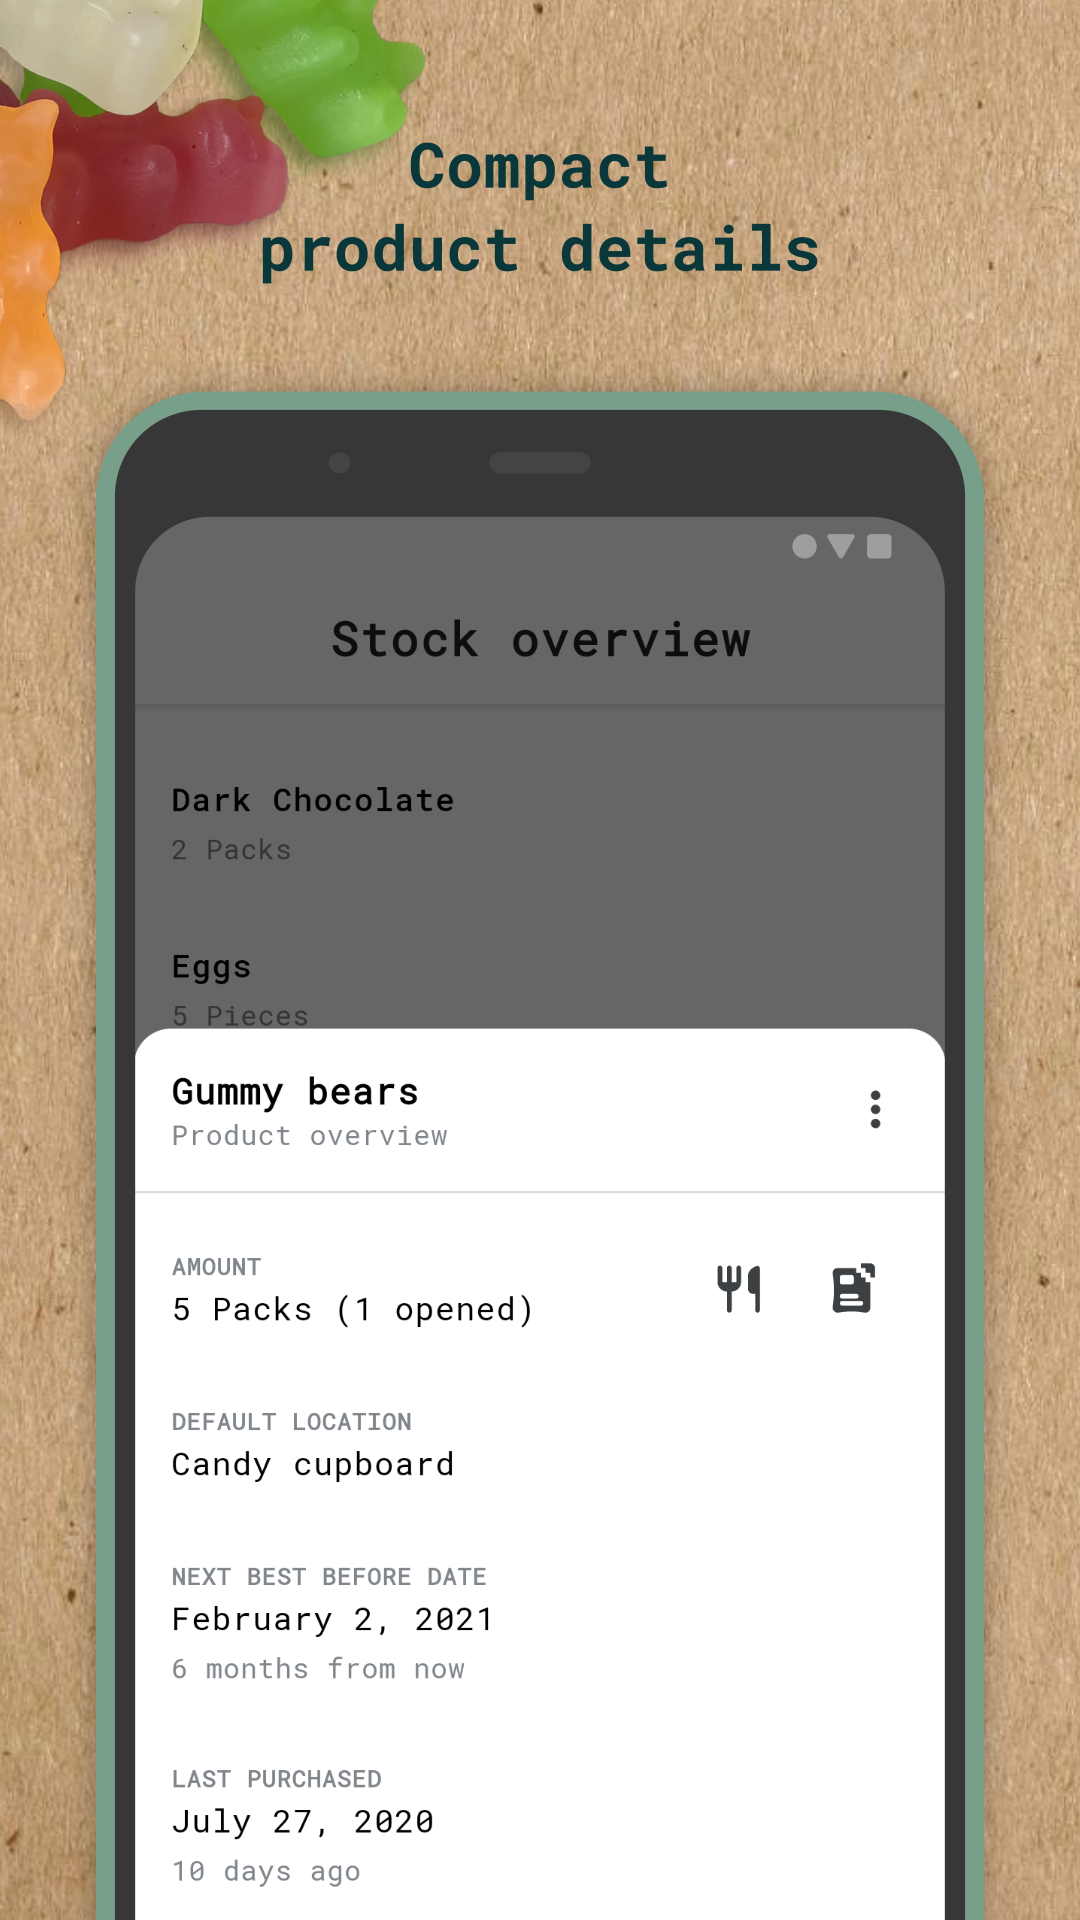 Compact
product details
Stock overview
Dark Chocolate
2 Packs
Eggs
5 Pieces
Gummy bears
Product overview
AMOUNT
5 Packs (1 opened)
DEFAULT LOCATION
Candy cupboard
NEXT BEST BEFORE DATE
February 2, 2021
6 months from now
LAST PURCHASED
July 27, 2020
10 days ago